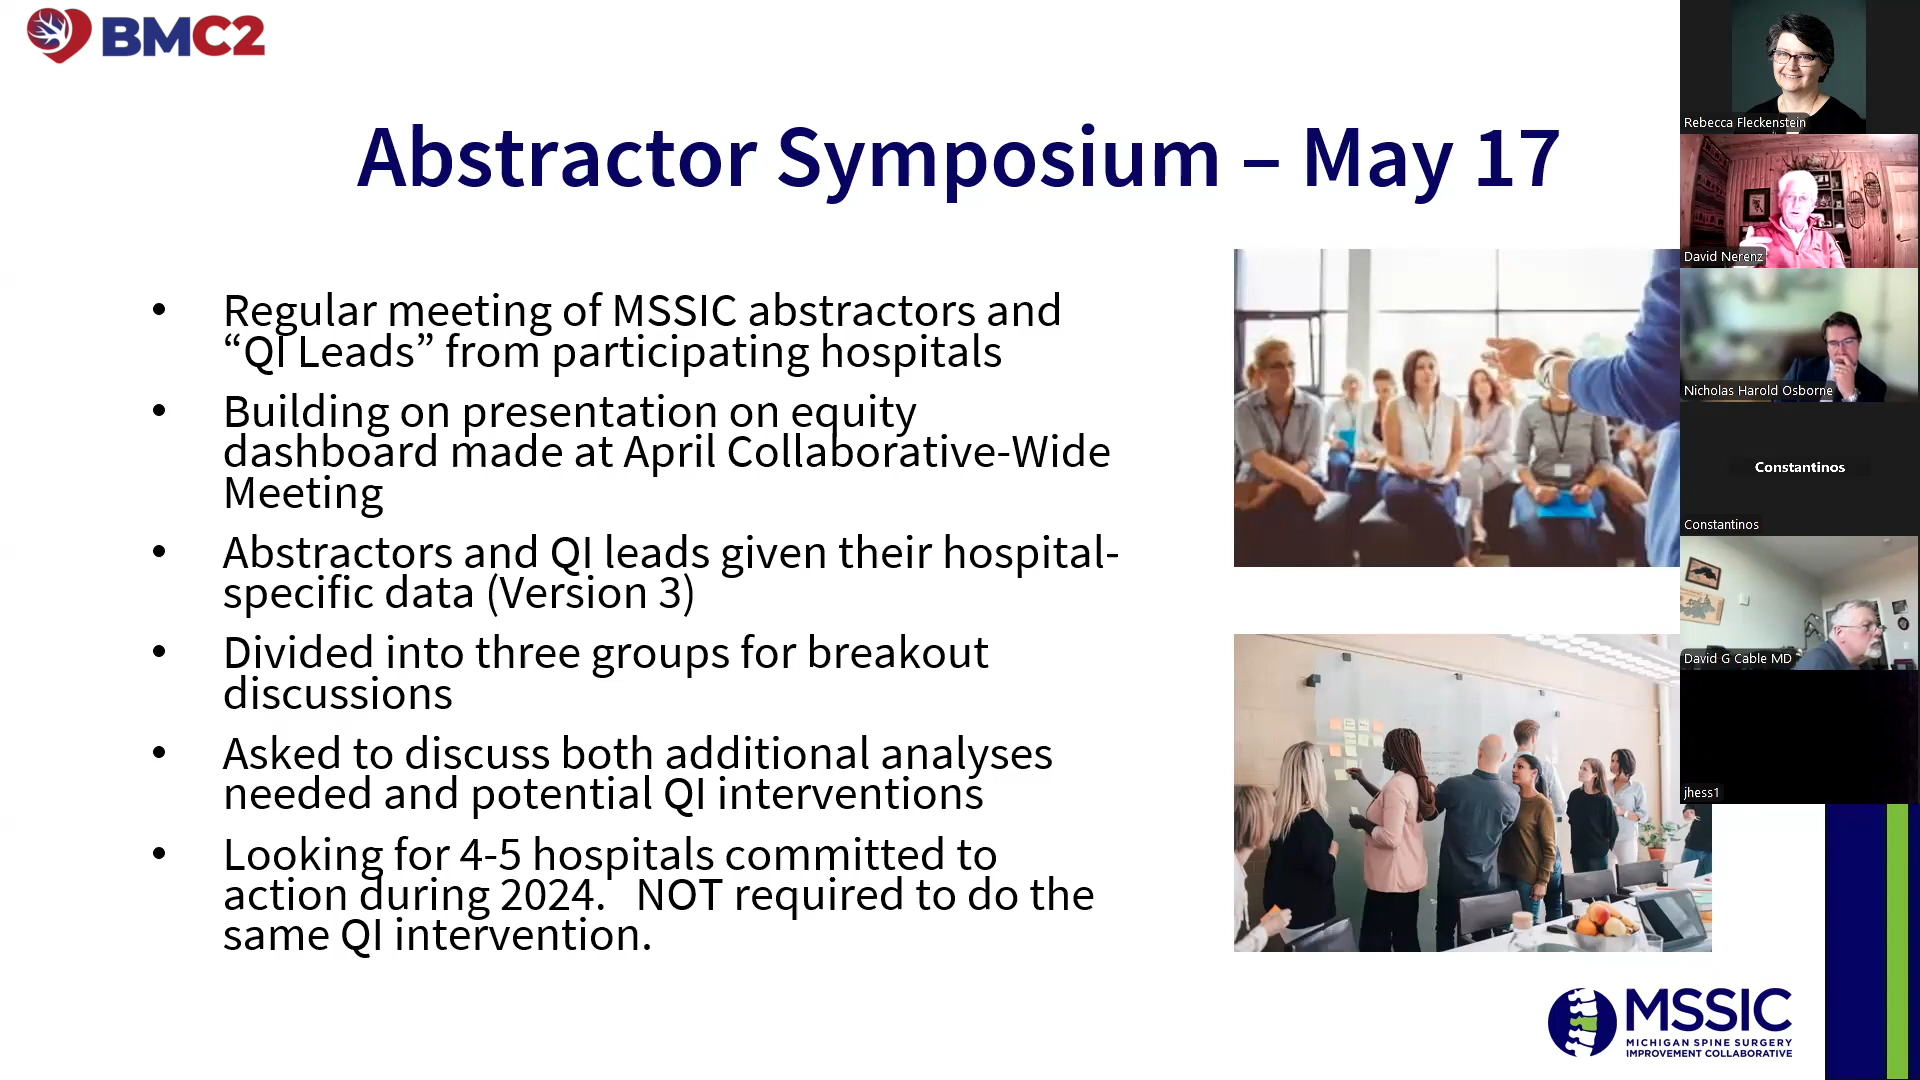 BMC2
Abstractor Symposium – May 17
• Regular meeting of MSSIC abstractors and
“QI Leads” from participating hospitals
• Building on presentation on equity
dashboard made at April Collaborative-Wide
Meeting
• Abstractors and QI leads given their hospital-
specific data (Version 3)
• Divided into three groups for breakout
discussions
• Asked to discuss both additional analyses
needed and potential QI interventions
• Looking for 4-5 hospitals committed to
action during 2024.   NOT required to do the
same QI intervention.
Rebecca Fleckenstein
David Nerenz
Nicholas Harold Osborne
Constantinos
Constantinos
David G Cable MD
jhess1
MSSIC
MICHIGAN SPINE SURGERY
IMPROVEMENT COLLABORATIVE